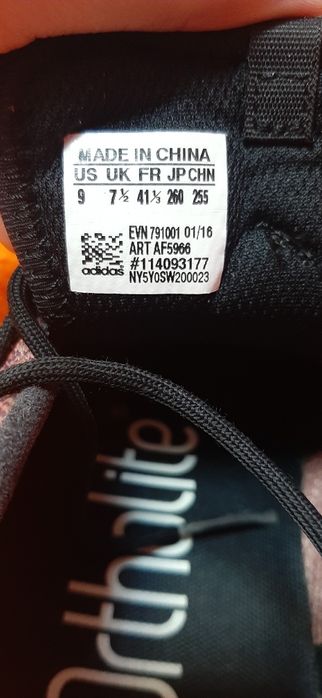 MADE IN CHINA
US UK FR JP CHN
9 7½ 41⅓ 260 255
EVN 791001 01/16
ART AF5966
#114093177
adidas NY5Y0SW200023
Ortholite